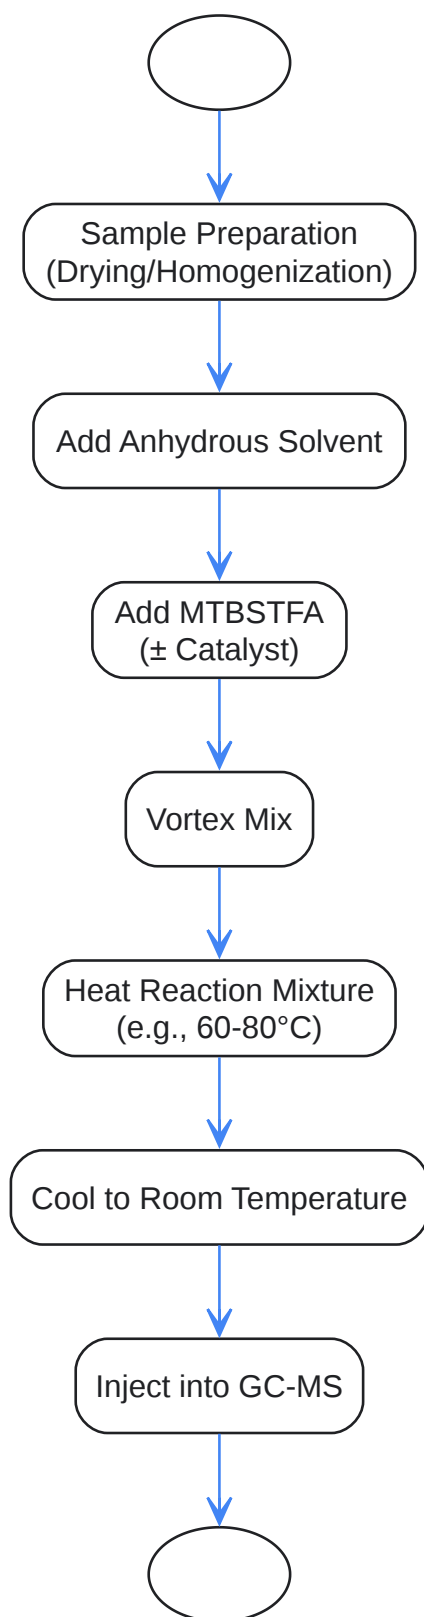 Sample Preparation
(Drying/Homogenization)
Add Anhydrous Solvent
Add MTBSTFA
(± Catalyst)
Vortex Mix
Heat Reaction Mixture
(e.g., 60-80°C)
Cool to Room Temperature
Inject into GC-MS